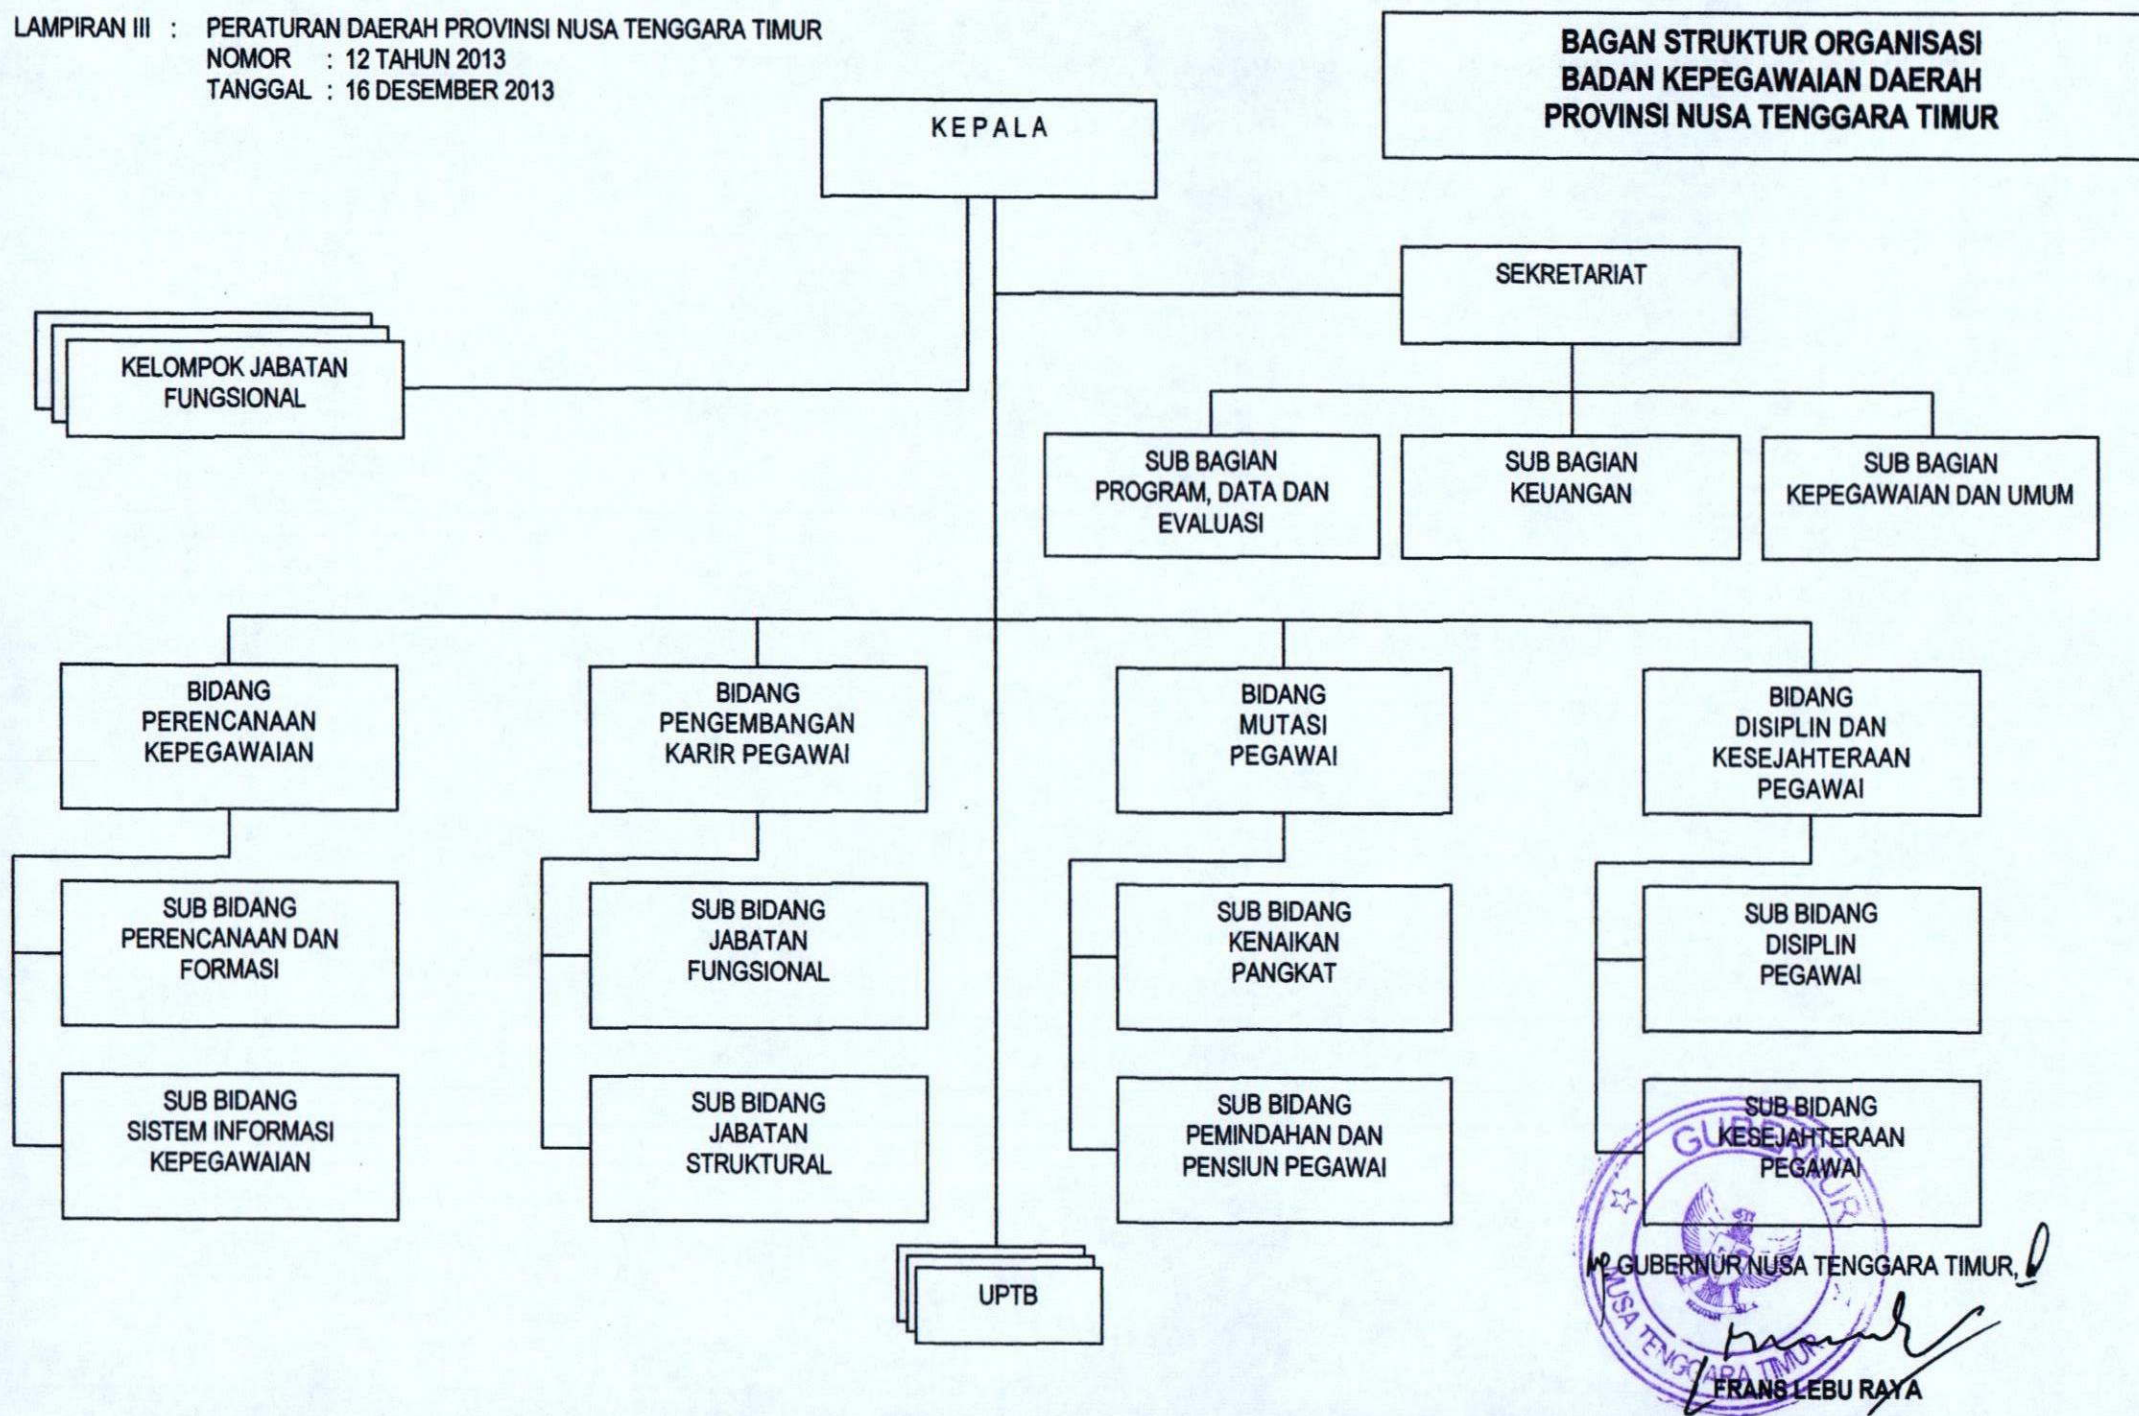 LAMPIRAN III : PERATURAN DAERAH PROVINSI NUSA TENGGARA TIMUR
NOMOR : 12 TAHUN 2013
TANGGAL : 16 DESEMBER 2013
BAGAN STRUKTUR ORGANISASI
BADAN KEPEGAWAIAN DAERAH
PROVINSI NUSA TENGGARA TIMUR
KEPALA
SEKRETARIAT
KELOMPOK JABATAN
FUNGSIONAL
SUB BAGIAN
PROGRAM, DATA DAN
EVALUASI
SUB BAGIAN
KEUANGAN
SUB BAGIAN
KEPEGAWAIAN DAN UMUM
BIDANG
PERENCANAAN
KEPEGAWAIAN
BIDANG
PENGEMBANGAN
KARIR PEGAWAI
BIDANG
MUTASI
PEGAWAI
BIDANG
DISIPLIN DAN
KESEJAHTERAAN
PEGAWAI
SUB BIDANG
PERENCANAAN DAN
FORMASI
SUB BIDANG
JABATAN
FUNGSIONAL
SUB BIDANG
KENAIKAN
PANGKAT
SUB BIDANG
DISIPLIN
PEGAWAI
SUB BIDANG
SISTEM INFORMASI
KEPEGAWAIAN
SUB BIDANG
JABATAN
STRUKTURAL
SUB BIDANG
PEMINDAHAN DAN
PENSIUN PEGAWAI
SUB BIDANG
KESEJAHTERAAN
PEGAWAI
UPTB
GUBERNUR NUSA TENGGARA TIMUR,
GUBERNUR
NUSA TENGGARA TIMUR
FRANS LEBU RAYA